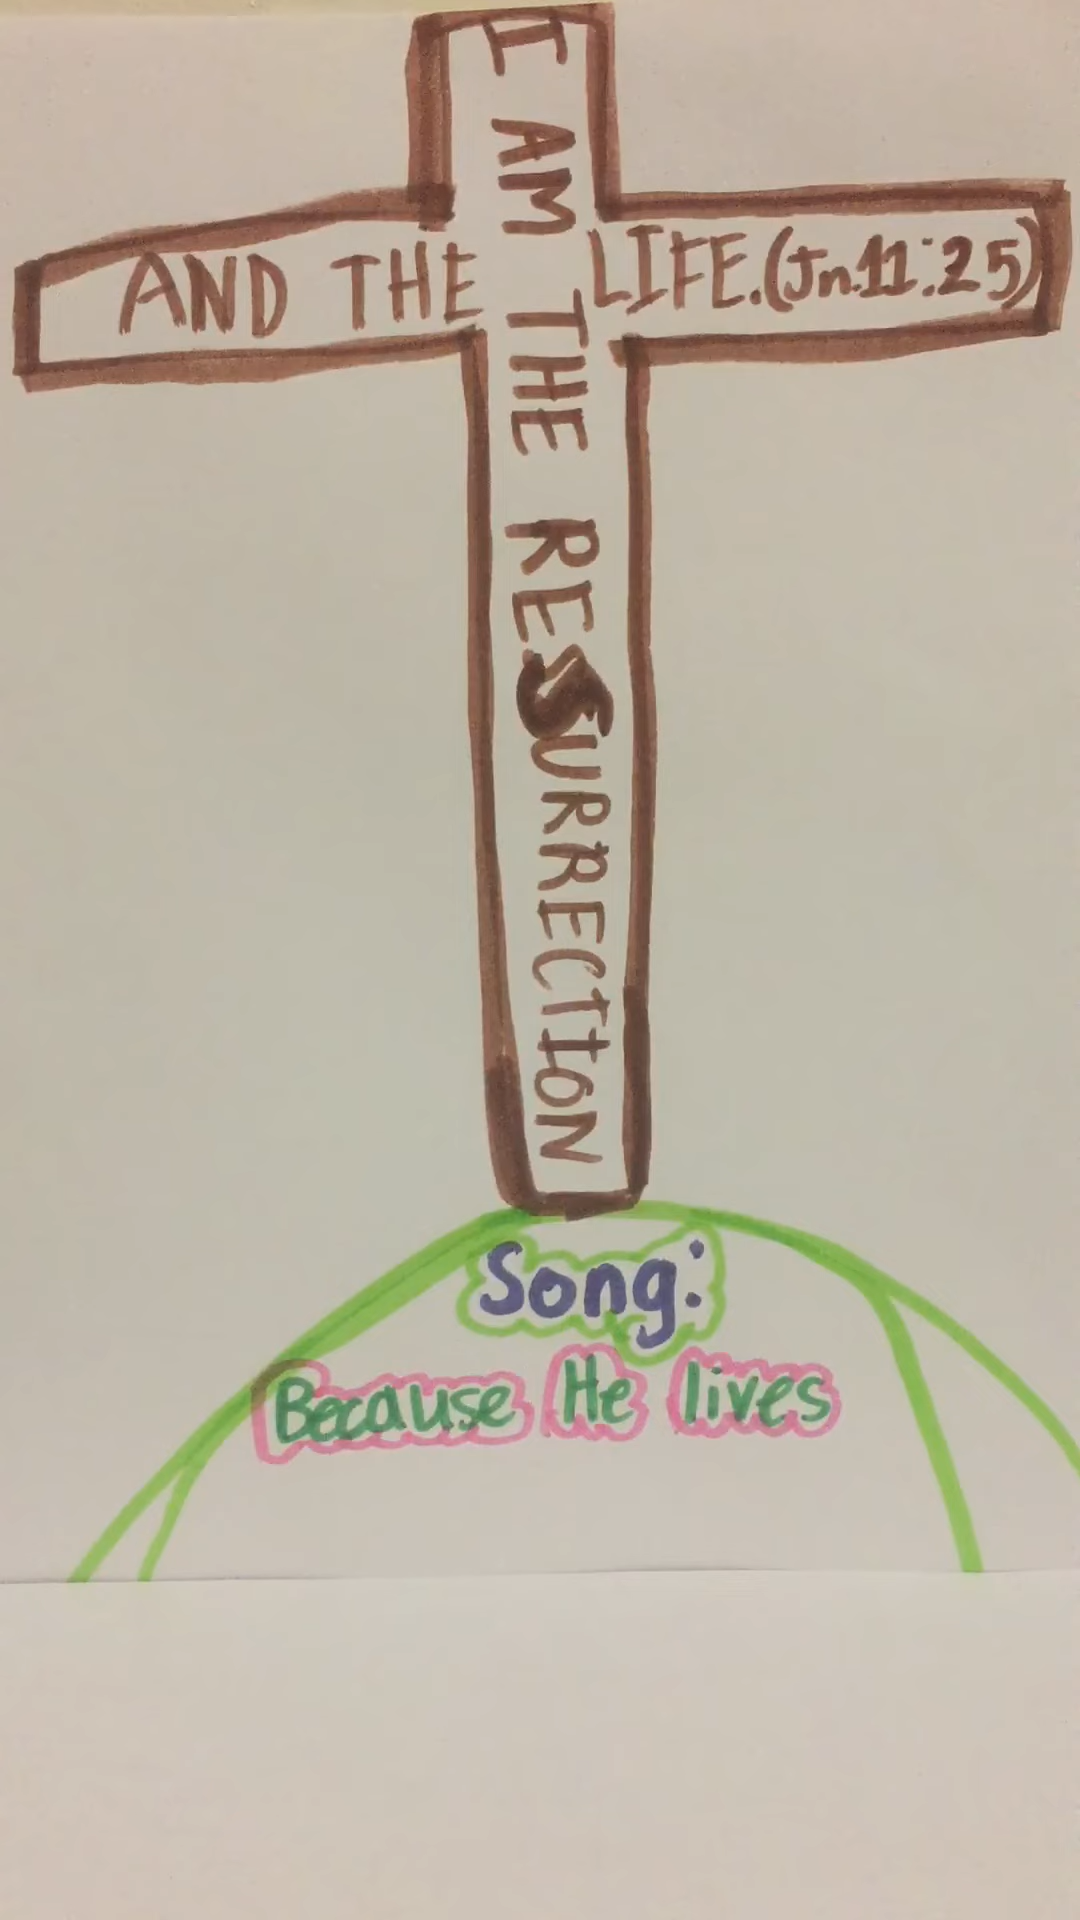 I AM THE RESURRECTION
AND THE LIFE.(Jn.11:25)
Song:
Because He lives